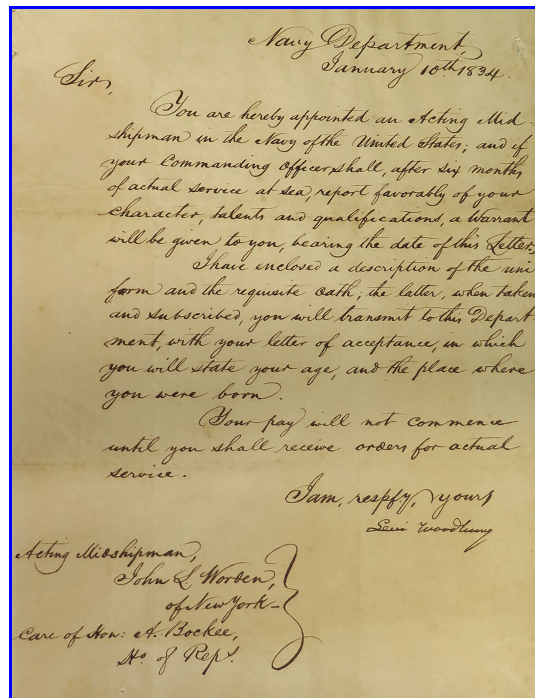 Navy Department,
January 10th 1834.
Sir,
You are hereby appointed an Acting Mid-
shipman in the Navy of the United States; and if
your Commanding Officer shall, after six months
of actual service at sea, report favorably of your
character, talents and qualifications, a warrant
will be given to you, bearing the date of this Letter.
I have enclosed a description of the uni
form and the requisite oath; the latter, when taken
and subscribed, you will transmit to this Depart
ment, with your letter of acceptance, in which
you will state your age, and the place where
you were born.
Your pay will not commence
until you shall receive orders for actual
service.
I am, respfy, yours
Levi Woodbury
Acting Midshipman,
John L. Worden,
of New York-
Care of Hon: A. Bockee,
Ho. of Reps.